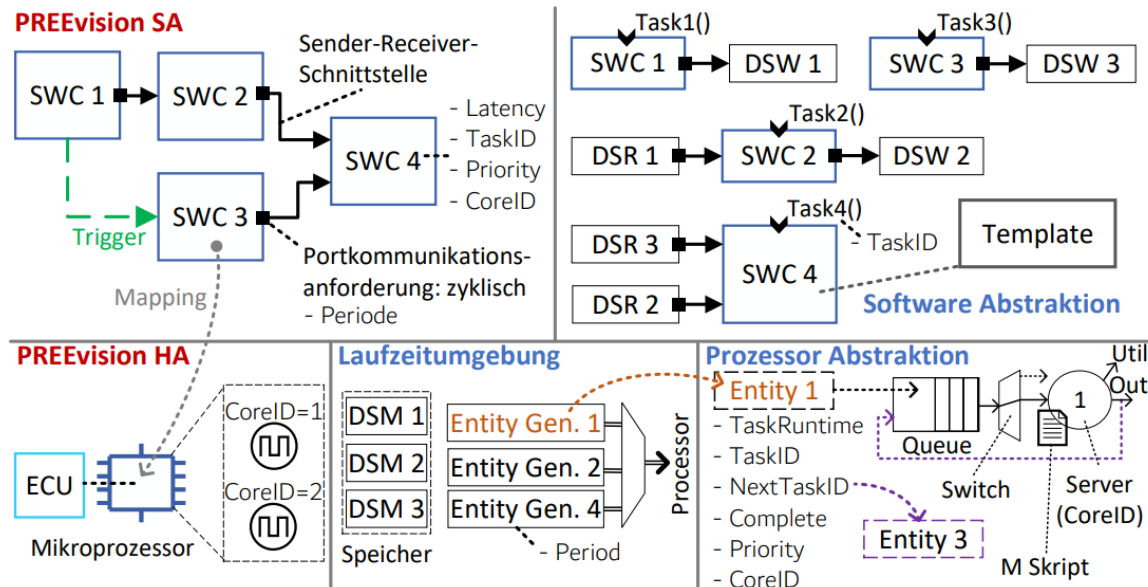 PREEvision SA
SWC 1
SWC 2
Sender-Receiver-
Schnittstelle
SWC 4
- Latency
- TaskID
- Priority
- CoreID
SWC 3
Trigger
Mapping
Portkommunikations-
anforderung: zyklisch
- Periode
Task1()
SWC 1
DSW 1
Task3()
SWC 3
DSW 3
Task2()
DSR 1
SWC 2
DSW 2
Task4()
- TaskID
DSR 3
DSR 2
SWC 4
Template
Software Abstraktion
PREEvision HA
CoreID=1
CoreID=2
ECU
Mikroprozessor
Laufzeitumgebung
DSM 1
DSM 2
DSM 3
Speicher
Entity Gen. 1
Entity Gen. 2
Entity Gen. 4
- Period
Processor
Prozessor Abstraktion
Entity 1
- TaskRuntime
- TaskID
- NextTaskID
- Complete
- Priority
- CoreID
Entity 3
Queue
Switch
M Skript
1
Server
(CoreID)
Util
Out